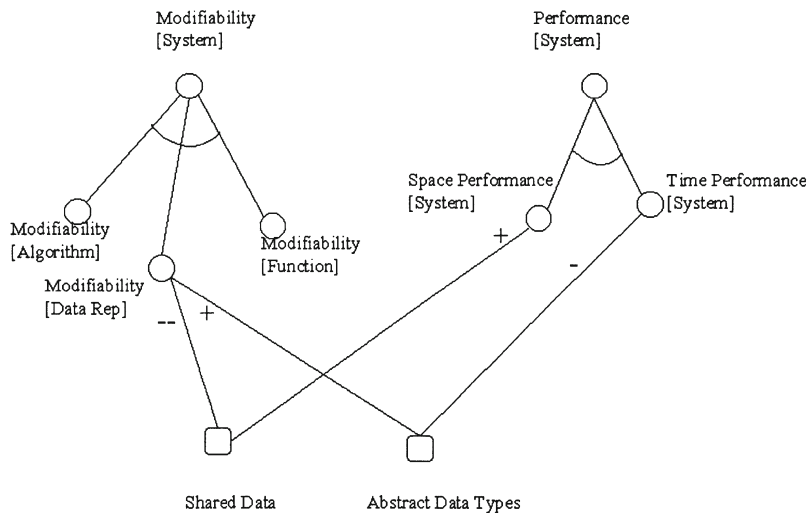 Modifiability
[System]
Performance
[System]
Space Performance
[System]
Time Performance
[System]
Modifiability
[Algorithm]
Modifiability
[Function]
Modifiability
[Data Rep]
+
-
--
+
Shared Data
Abstract Data Types